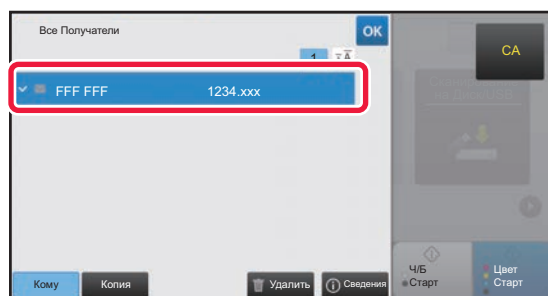 Все Получатели
OK
CA
1
FFF FFF 1234.xxx
Кому
Копия
Удалить
Сведения
Ч/Б
Старт
Цвет
Старт